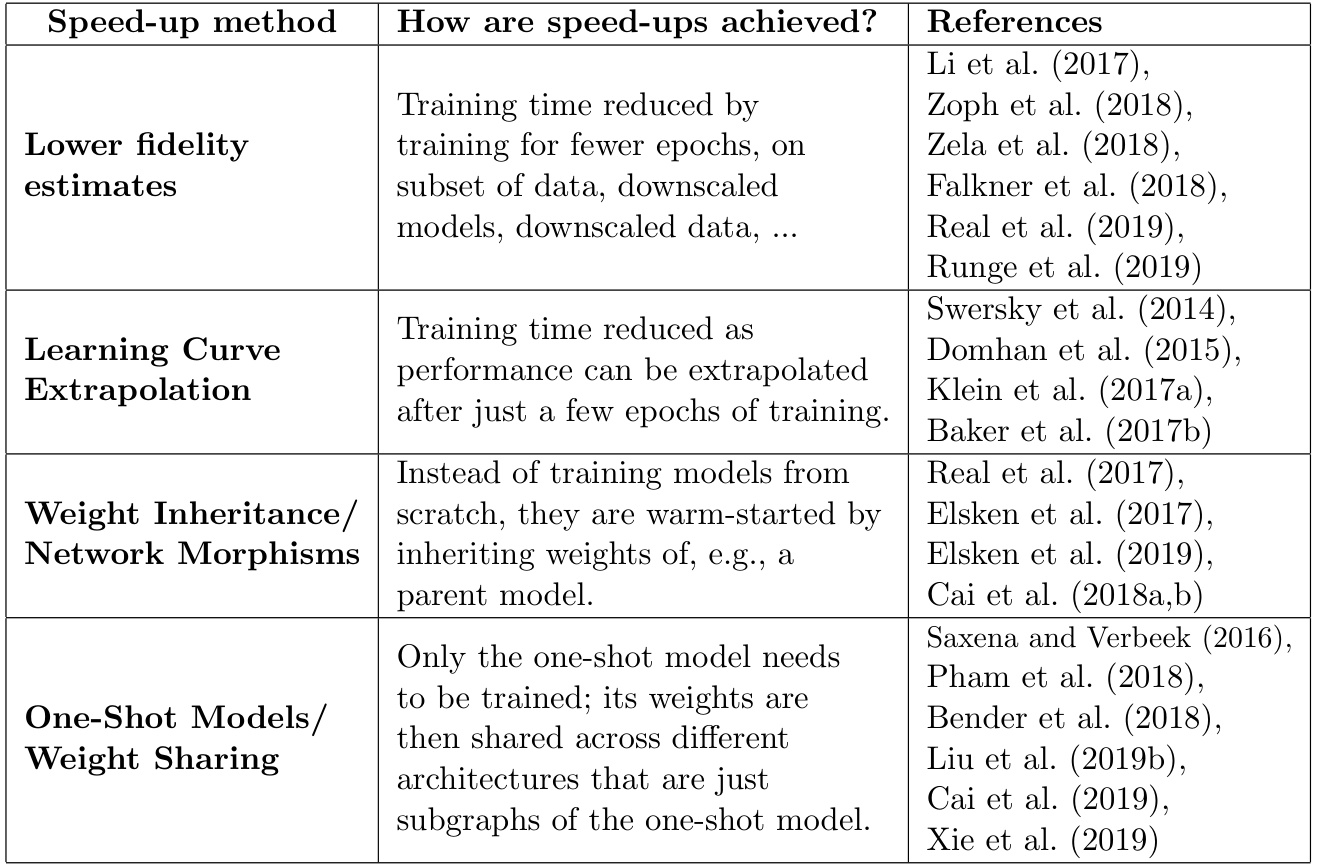 Speed-up method How are speed-ups achieved? References
Lower fidelity
estimates
Training time reduced by
training for fewer epochs, on
subset of data, downscaled
models, downscaled data, ...
Li et al. (2017),
Zoph et al. (2018),
Zela et al. (2018),
Falkner et al. (2018),
Real et al. (2019),
Runge et al. (2019)
Learning Curve
Extrapolation
Training time reduced as
performance can be extrapolated
after just a few epochs of training.
Swersky et al. (2014),
Domhan et al. (2015),
Klein et al. (2017a),
Baker et al. (2017b)
Weight Inheritance/
Network Morphisms
Instead of training models from
scratch, they are warm-started by
inheriting weights of, e.g., a
parent model.
Real et al. (2017),
Elsken et al. (2017),
Elsken et al. (2019),
Cai et al. (2018a,b)
One-Shot Models/
Weight Sharing
Only the one-shot model needs
to be trained; its weights are
then shared across different
architectures that are just
subgraphs of the one-shot model.
Saxena and Verbeek (2016),
Pham et al. (2018),
Bender et al. (2018),
Liu et al. (2019b),
Cai et al. (2019),
Xie et al. (2019)